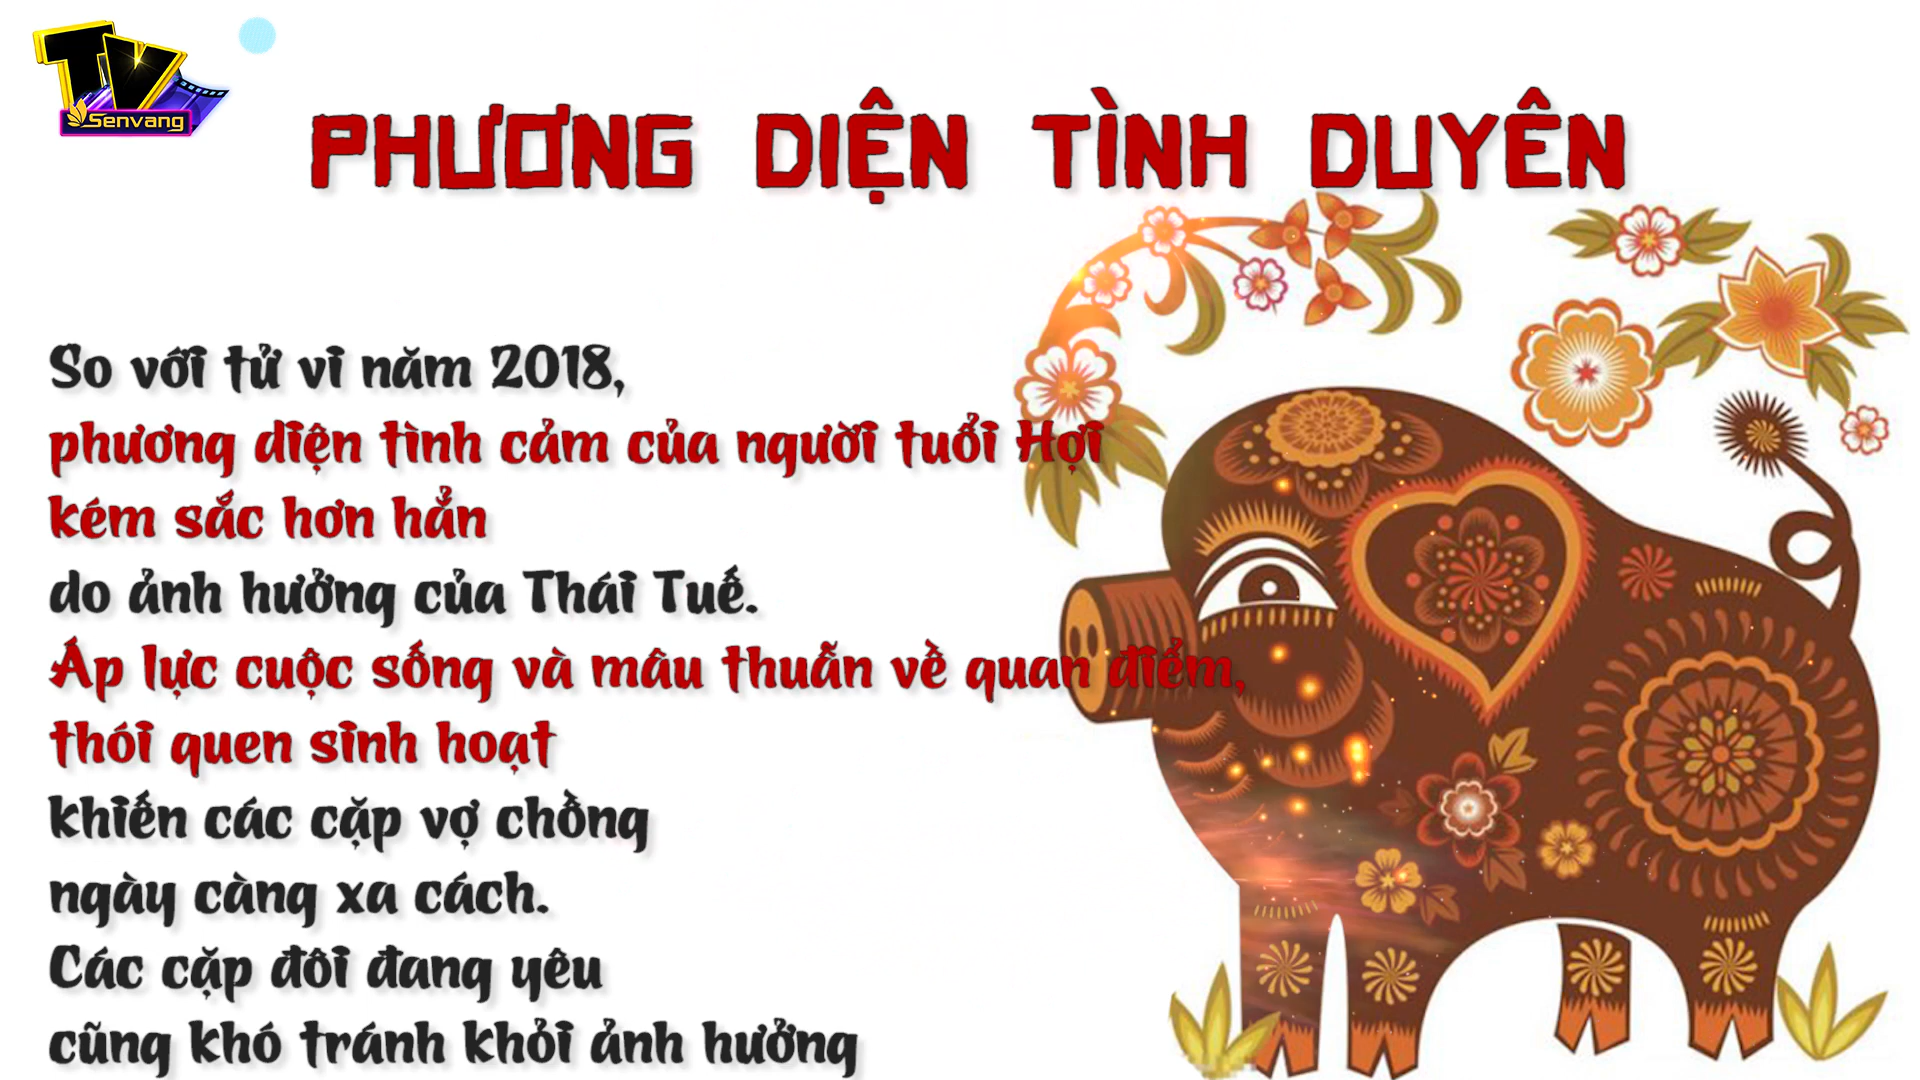 TV
Senvang
PHƯƠNG DIỆN TÌNH DUYÊN
So với tử vi năm 2018,
phương diện tình cảm của người tuổi Hợi
kém sắc hơn hẳn
do ảnh hưởng của Thái Tuế.
Áp lực cuộc sống và mâu thuẫn về quan điểm,
thói quen sinh hoạt
khiến các cặp vợ chồng
ngày càng xa cách.
Các cặp đôi đang yêu
cũng khó tránh khỏi ảnh hưởng